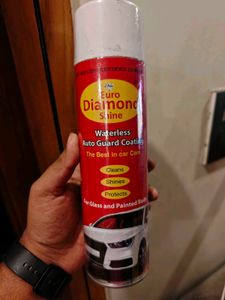 Euro
Diamond
Shine
Waterless
Auto Guard Coating
The Best in car Care
Cleans
Shines
Protects
For Glass and Painted Body